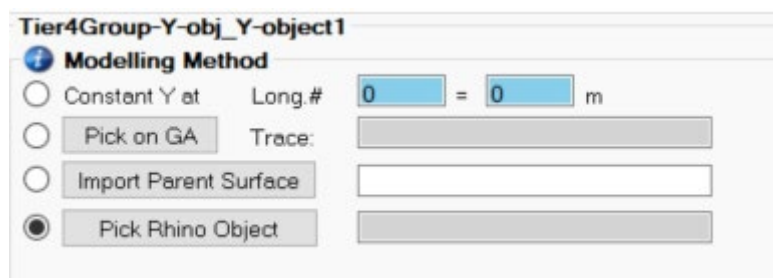 Tier4Group-Y-obj_Y-object1
Modelling Method
Constant Y at Long.# 0 = 0 m
Pick on GA Trace:
Import Parent Surface
Pick Rhino Object